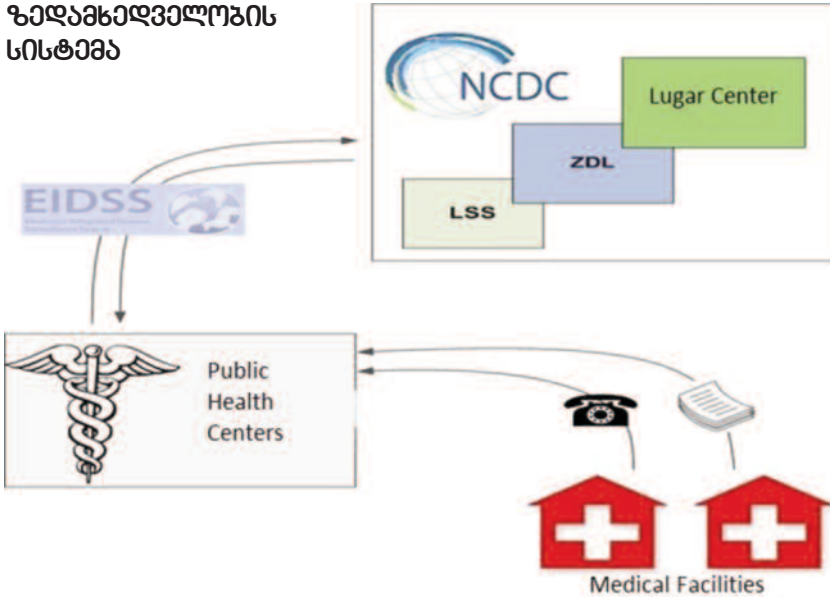 ზედამხედველობის
სისტემა
NCDC
Lugar Center
ZDL
LSS
EIDSS
Public
Health
Centers
Medical Facilities